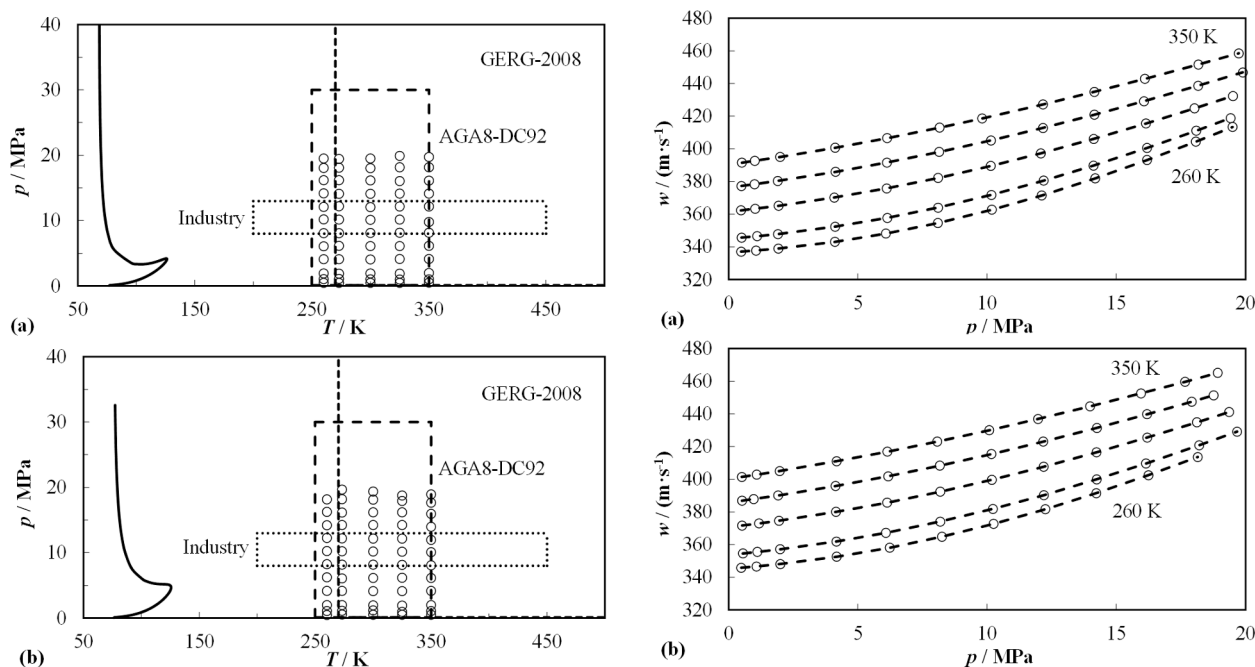 40
30
20
10
0
p / MPa
GERG-2008
AGA8-DC92
Industry
50 150 250 350 450
T / K
(a)
480
460
440
420
400
380
360
340
320
w / (m·s⁻¹)
350 K
260 K
0 5 10 15 20
p / MPa
(a)
40
30
20
10
0
p / MPa
GERG-2008
AGA8-DC92
Industry
50 150 250 350 450
T / K
(b)
480
460
440
420
400
380
360
340
320
w / (m·s⁻¹)
350 K
260 K
0 5 10 15 20
p / MPa
(b)